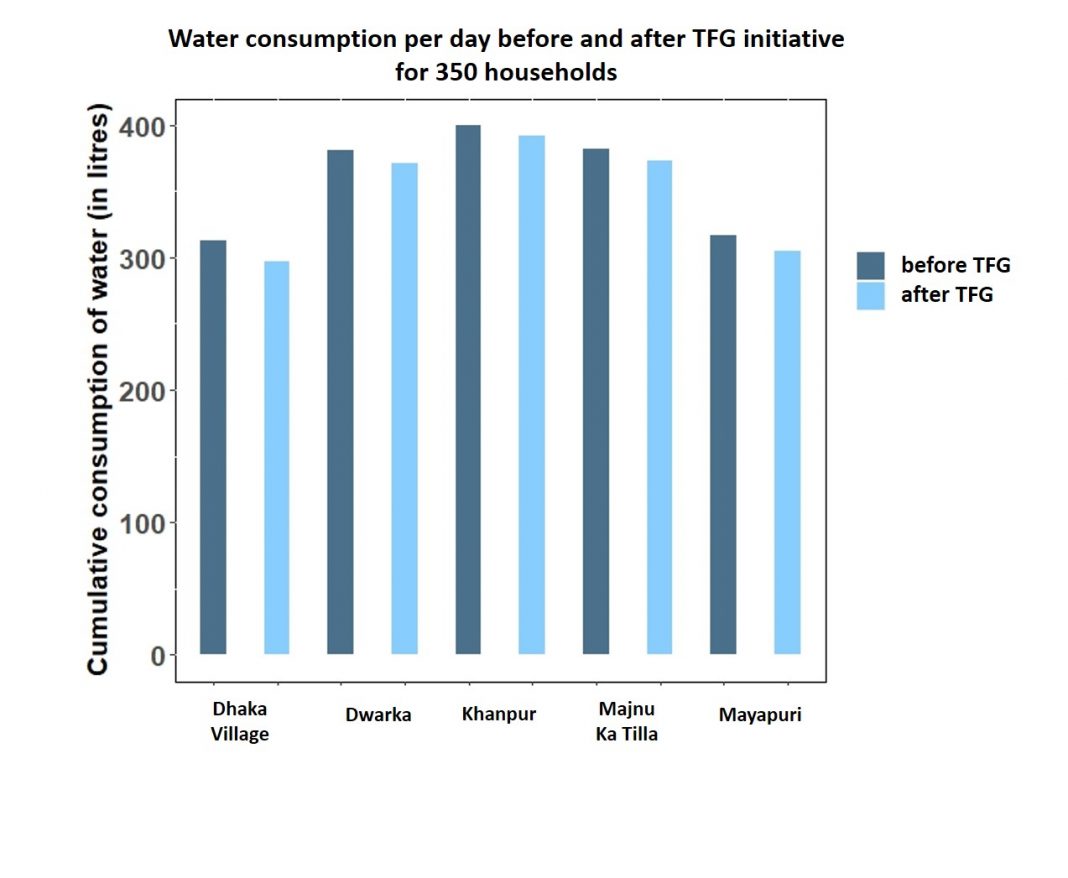 Water consumption per day before and after TFG initiative
for 350 households
Cumulative consumption of water (in litres)
400
300
200
100
0
before TFG
after TFG
Dhaka
Village
Dwarka
Khanpur
Majnu
Ka Tilla
Mayapuri